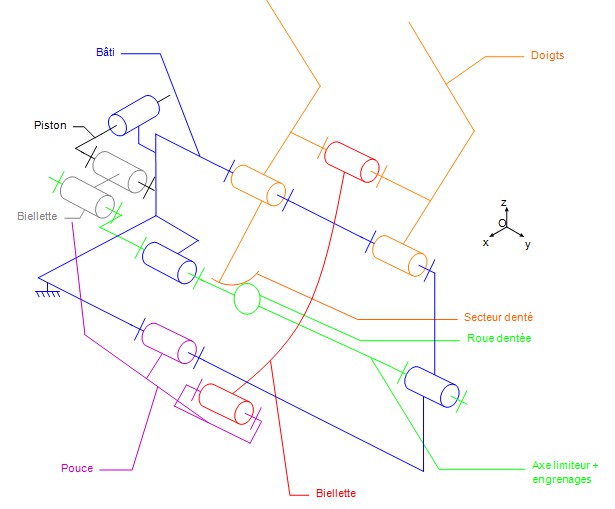 Bâti
Doigts
Piston
Biellette
z
O
x
y
Secteur denté
Roue dentée
Pouce
Axe limiteur +
engrenages
Biellette